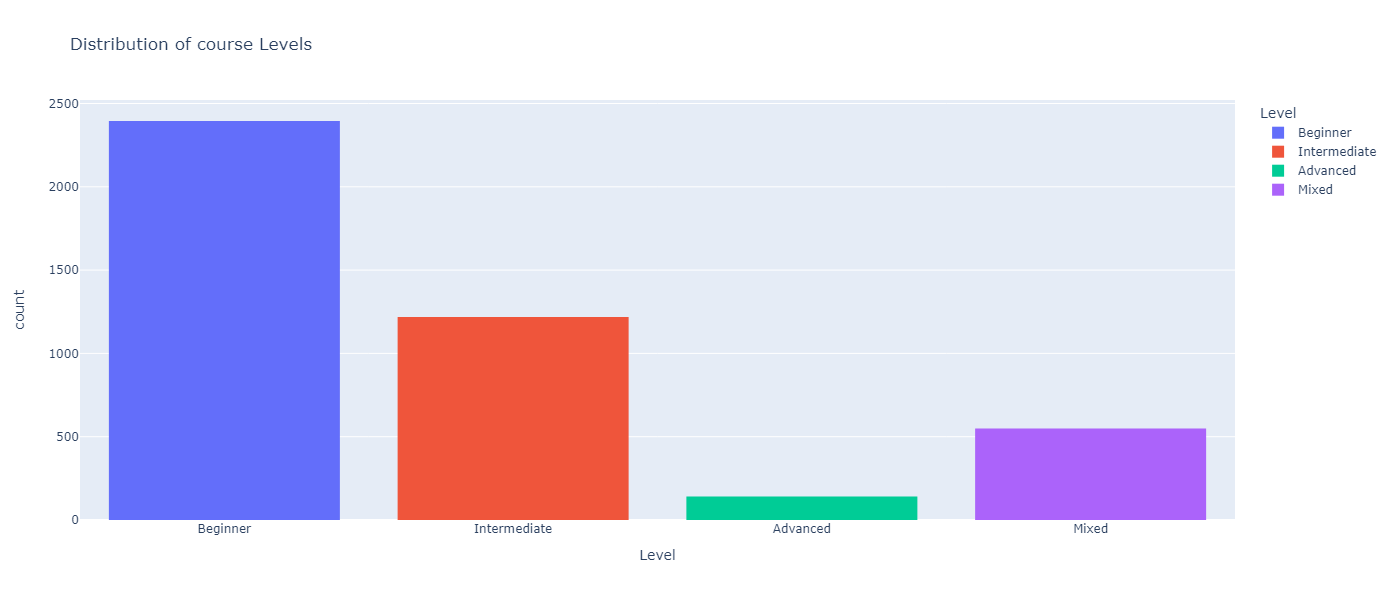 Distribution of course Levels
2500
2000
1500
1000
500
0
count
Beginner
Intermediate
Advanced
Mixed
Level
Level
Beginner
Intermediate
Advanced
Mixed